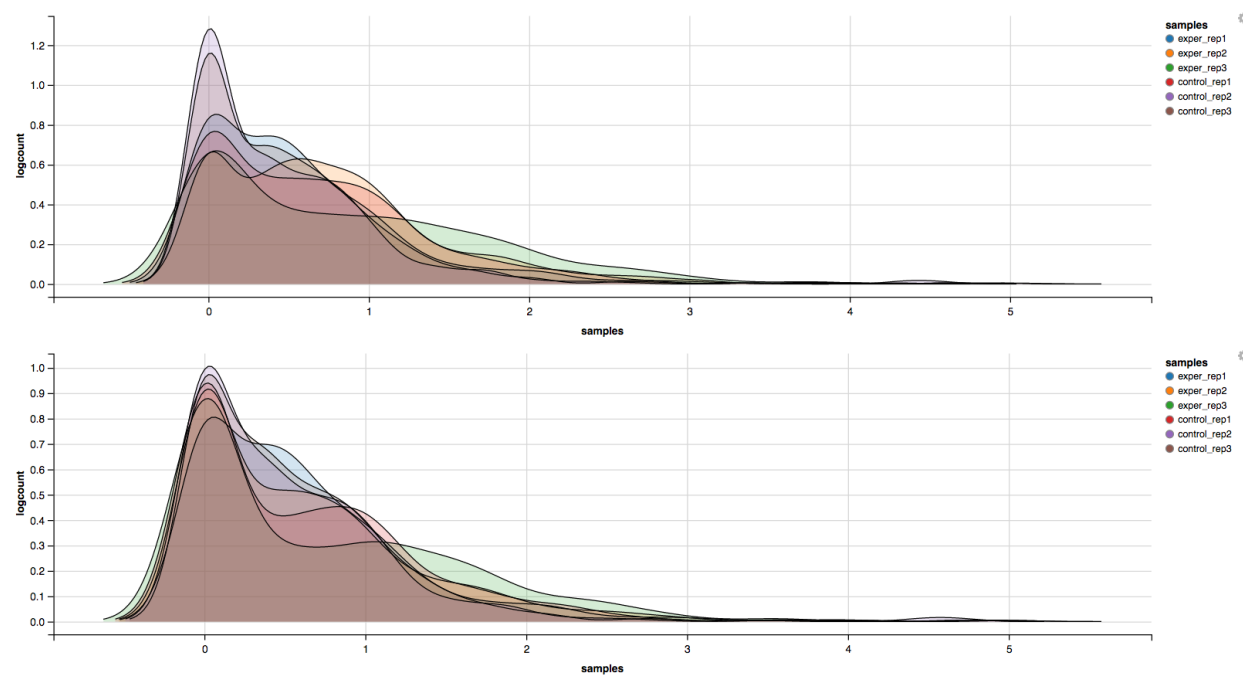 samples
exper_rep1
exper_rep2
exper_rep3
control_rep1
control_rep2
control_rep3
logcount
1.2
1.0
0.8
0.6
0.4
0.2
0.0
0 1 2 3 4 5
samples
samples
exper_rep1
exper_rep2
exper_rep3
control_rep1
control_rep2
control_rep3
logcount
1.0
0.9
0.8
0.7
0.6
0.5
0.4
0.3
0.2
0.1
0.0
0 1 2 3 4 5
samples